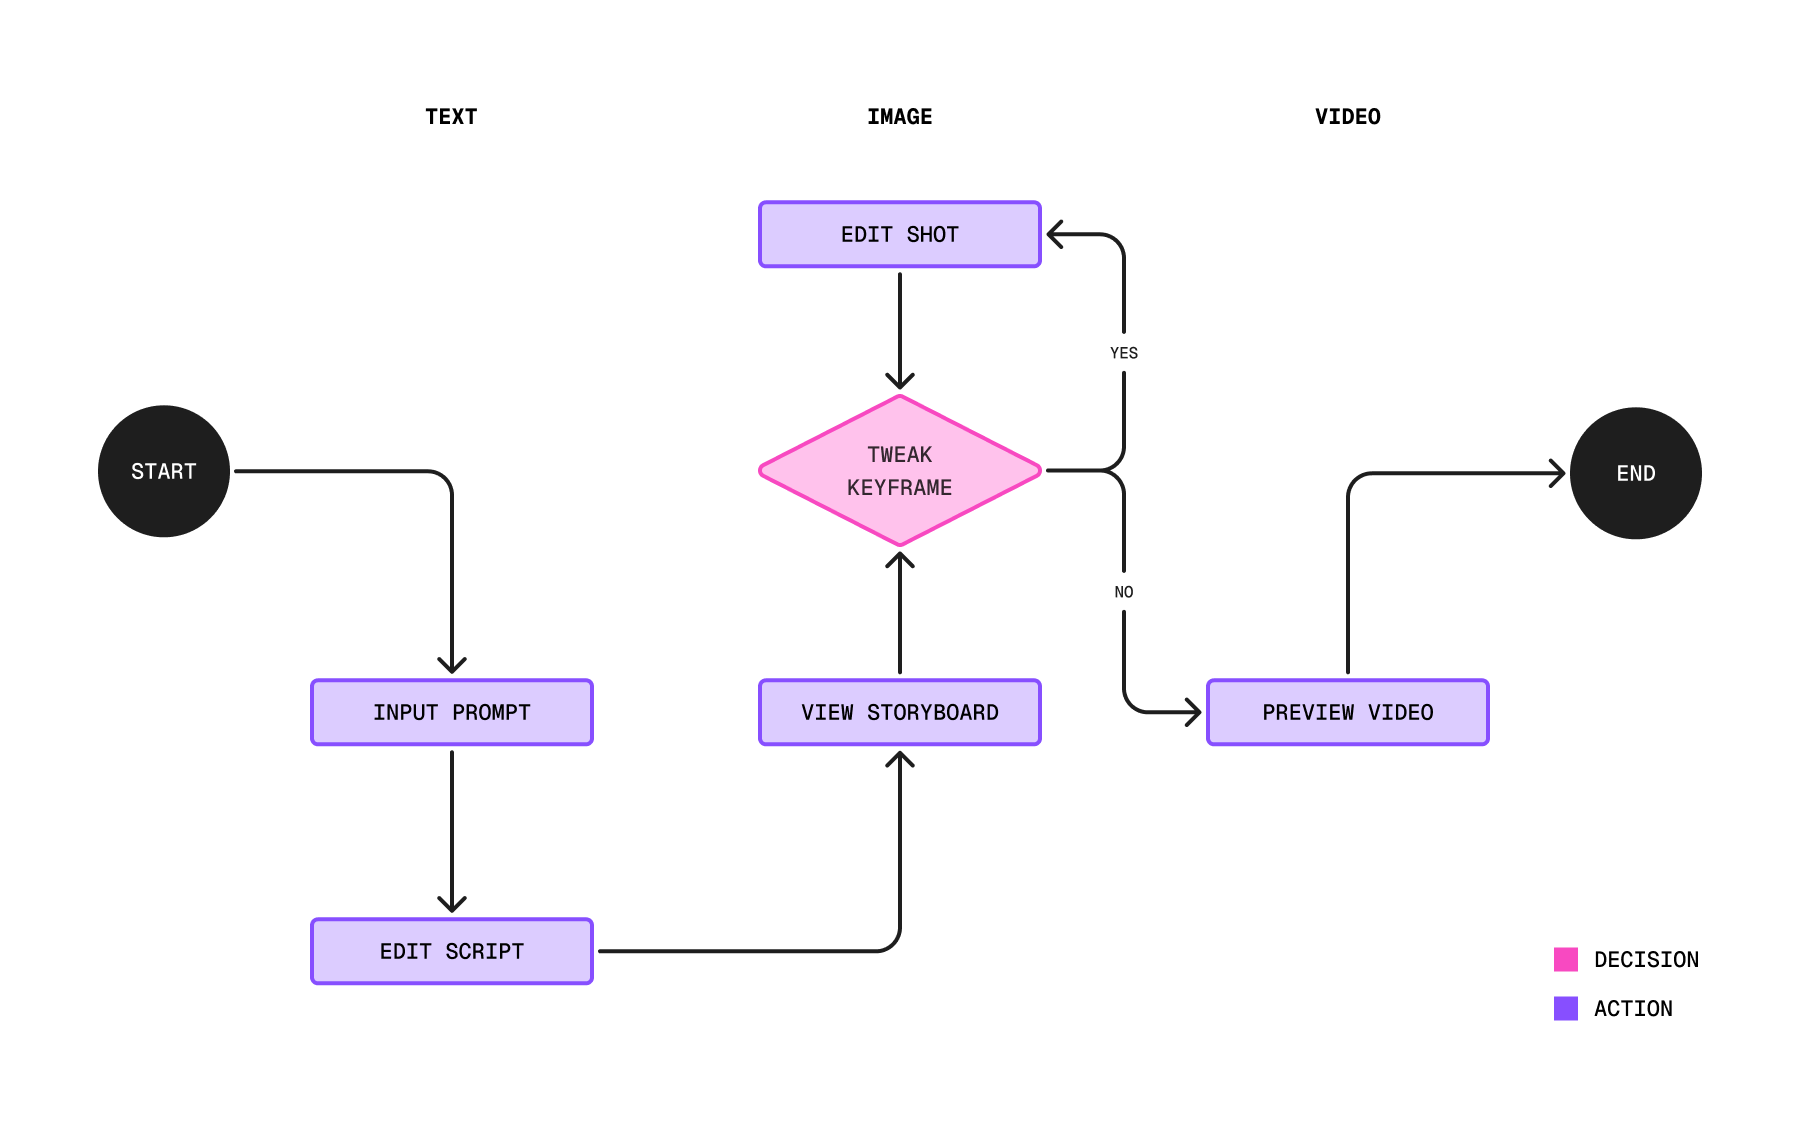 TEXT
IMAGE
VIDEO
EDIT SHOT
YES
TWEAK
KEYFRAME
START
END
NO
INPUT PROMPT
VIEW STORYBOARD
PREVIEW VIDEO
EDIT SCRIPT
DECISION
ACTION